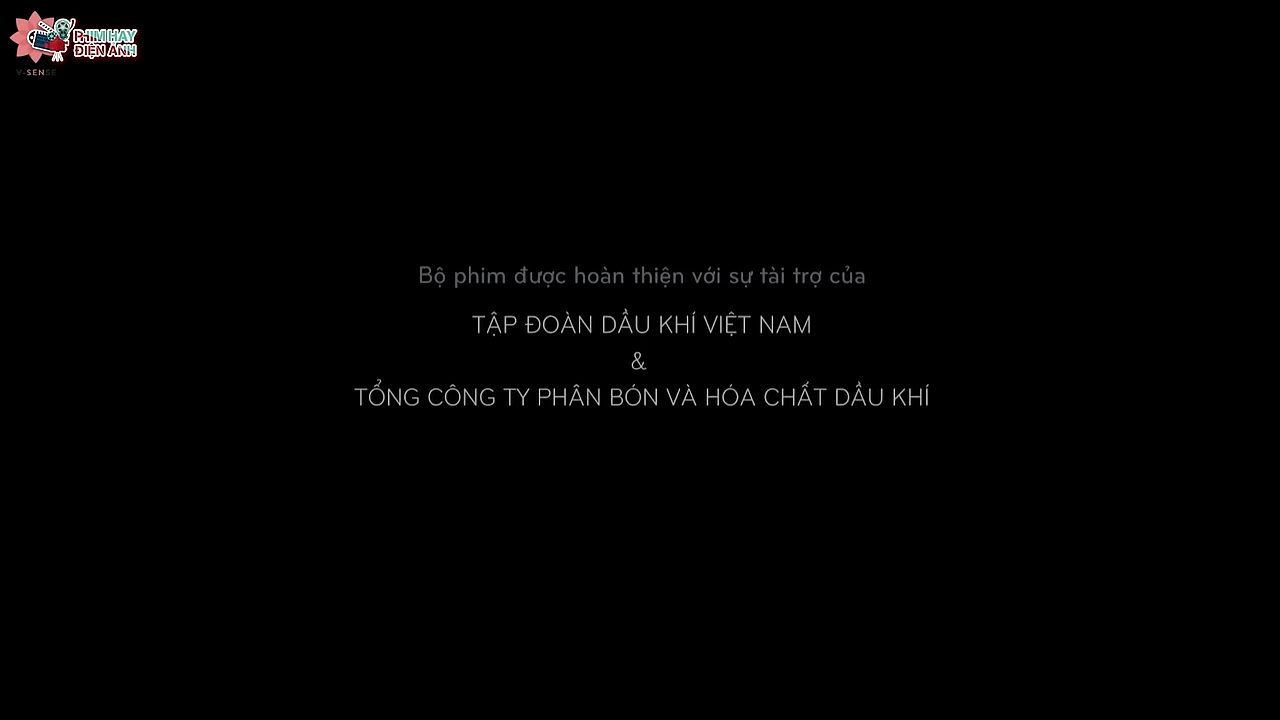 PHIM HAY
ĐIỆN ẢNH
V-SENSE
Bộ phim được hoàn thiện với sự tài trợ của
TẬP ĐOÀN DẦU KHÍ VIỆT NAM
&
TỔNG CÔNG TY PHÂN BÓN VÀ HÓA CHẤT DẦU KHÍ